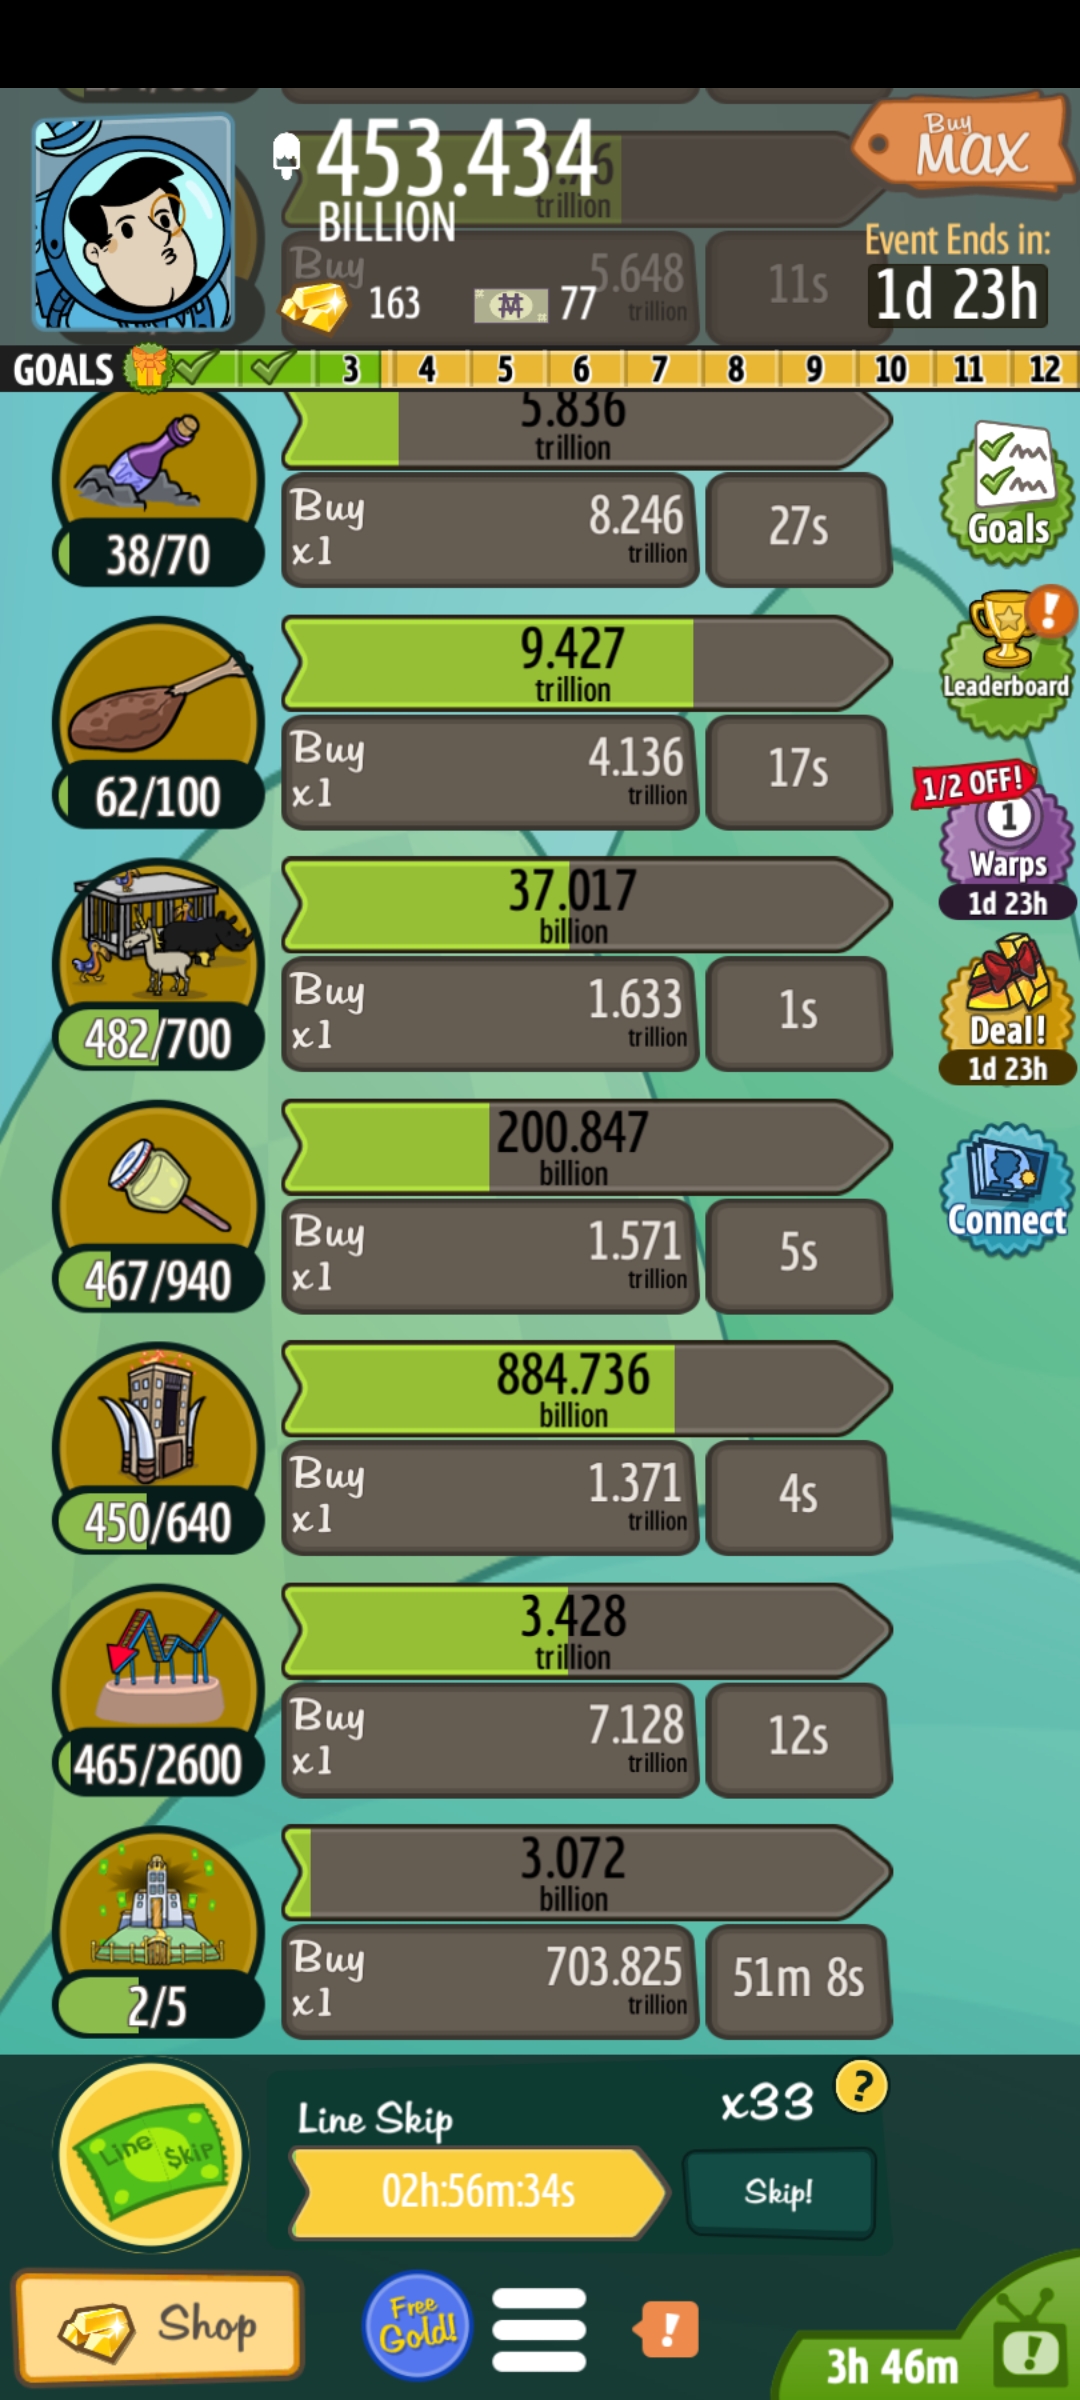 453.434
BILLION
Buy
MAX
trillion
Buy
5.648
trillion
11s
163
77
Event Ends in:
1d 23h
GOALS
3
4
5
6
7
8
9
10
11
12
5.836
trillion
38/70
Buy
x1
8.246
trillion
27s
Goals
9.427
trillion
62/100
Buy
x1
4.136
trillion
17s
Leaderboard
1/2 OFF!
1
Warps
1d 23h
37.017
billion
482/700
Buy
x1
1.633
trillion
1s
Deal!
1d 23h
200.847
billion
467/940
Buy
x1
1.571
trillion
5s
Connect
884.736
billion
450/640
Buy
x1
1.371
trillion
4s
3.428
trillion
465/2600
Buy
x1
7.128
trillion
12s
3.072
billion
2/5
Buy
x1
703.825
trillion
51m 8s
Line $kip
Line Skip
x33
?
02h:56m:34s
Skip!
Shop
Free
Gold!
!
3h 46m
!